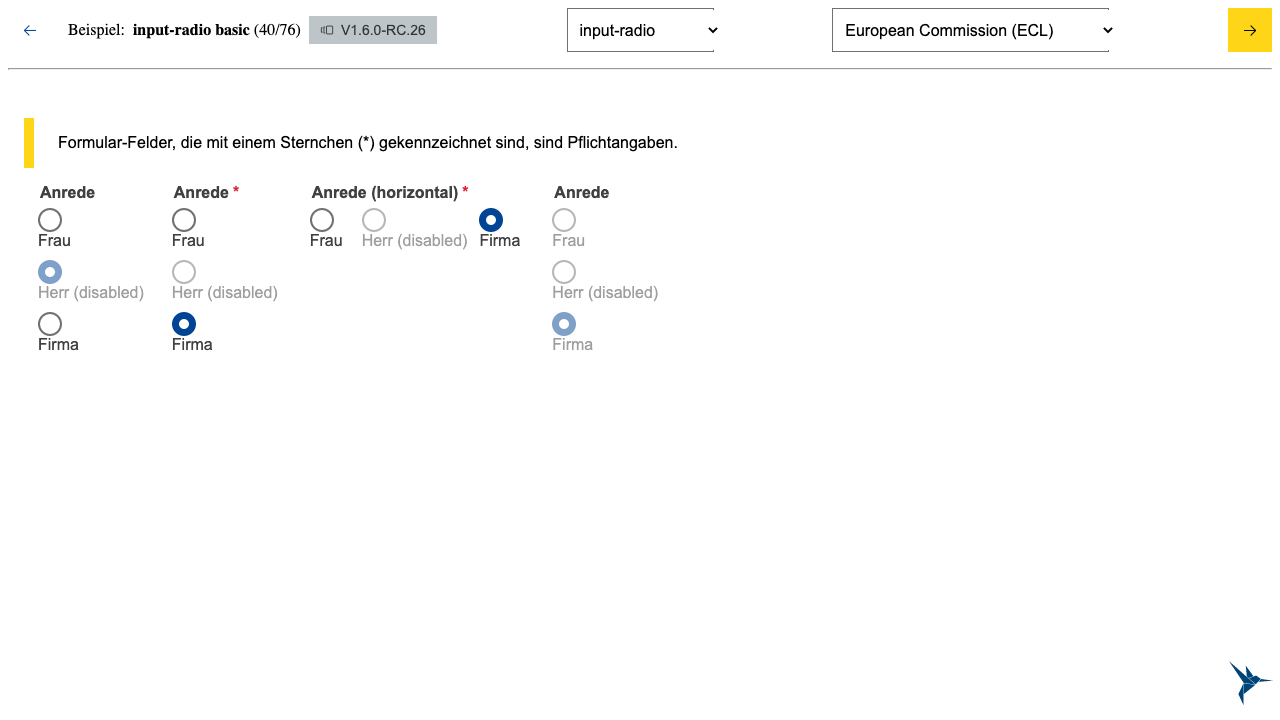 Beispiel: input-radio basic (40/76) V1.6.0-RC.26 input-radio European Commission (ECL)
Formular-Felder, die mit einem Sternchen (*) gekennzeichnet sind, sind Pflichtangaben.
Anrede
Frau
Herr (disabled)
Firma
Anrede *
Frau
Herr (disabled)
Firma
Anrede (horizontal) *
Frau Herr (disabled) Firma
Anrede
Frau
Herr (disabled)
Firma